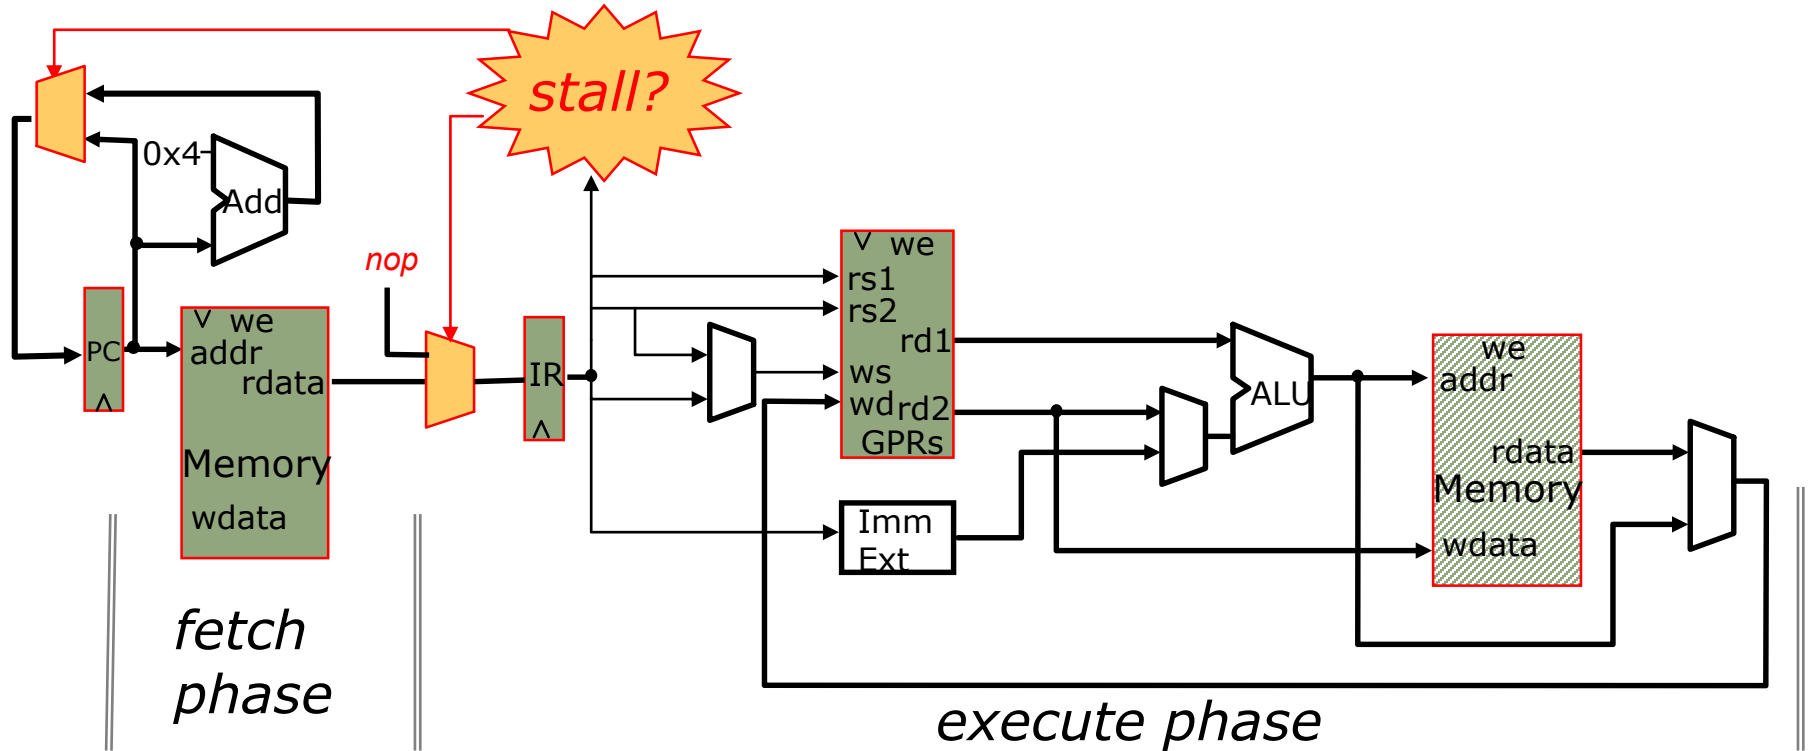 stall?
0x4
Add
nop
PC
we
addr
rdata
Memory
wdata
IR
we
rs1
rs2
rd1
ws
wd rd2
GPRs
Imm
Ext
ALU
we
addr
rdata
Memory
wdata
fetch
phase
execute phase